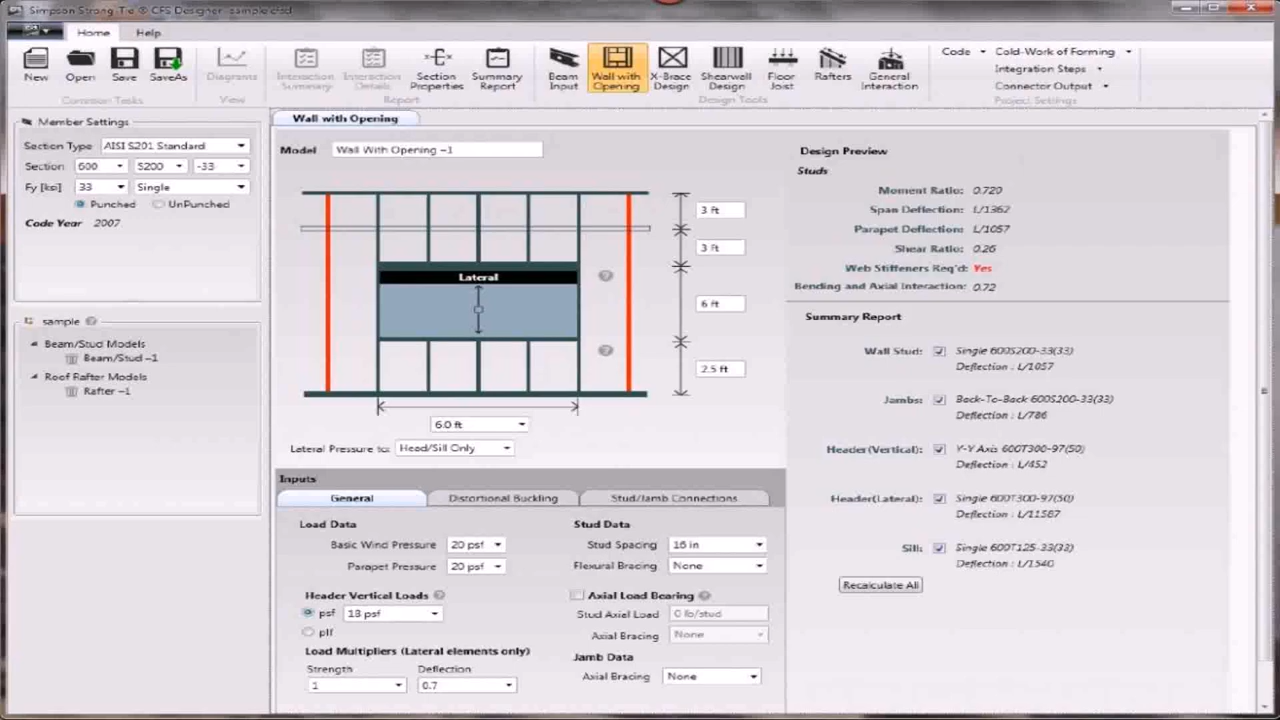 Simpson Strong-Tie ® CFS Designer -sample.cfsd
Home Help
New Open Save SaveAs
Common Tasks
Diagrams
View
Interaction Summary
Interaction Details
Section Properties
Summary Report
Report
Beam Input
Wall with Opening
X-Brace Design
Shearwall Design
Floor Joist
Rafters
General Interaction
Design Tools
Code Cold-Work of Forming
Integration Steps
Connector Output
Project Settings
Member Settings
Section Type AISI S201 Standard
Section 600 S200 -33
Fy [ksi] 33 Single
Punched UnPunched
Code Year 2007
sample
Beam/Stud Models
Beam/Stud -1
Roof Rafter Models
Rafter -1
Wall with Opening
Model Wall With Opening -1
3 ft
3 ft
Lateral
6 ft
2.5 ft
6.0 ft
Lateral Pressure to: Head/Sill Only
Inputs
General Distortional Buckling Stud/Jamb Connections
Load Data
Basic Wind Pressure 20 psf
Parapet Pressure 20 psf
Header Vertical Loads
psf 18 psf
plf
Load Multipliers (Lateral elements only)
Strength Deflection
1 0.7
Stud Data
Stud Spacing 16 in
Flexural Bracing None
Axial Load Bearing
Stud Axial Load 0 lb/stud
Axial Bracing None
Jamb Data
Axial Bracing None
Design Preview
Studs
Moment Ratio: 0.720
Span Deflection: L/1362
Parapet Deflection: L/1057
Shear Ratio: 0.26
Web Stiffeners Req'd: Yes
Bending and Axial Interaction: 0.72
Summary Report
Wall Stud: Single 600S200-33(33)
Deflection : L/1057
Jambs: Back-To-Back 600S200-33(33)
Deflection : L/786
Header(Vertical): Y-Y Axis 600T300-97(50)
Deflection : L/452
Header(Lateral): Single 600T300-97(50)
Deflection : L/11587
Sill: Single 600T125-33(33)
Deflection : L/1540
Recalculate All